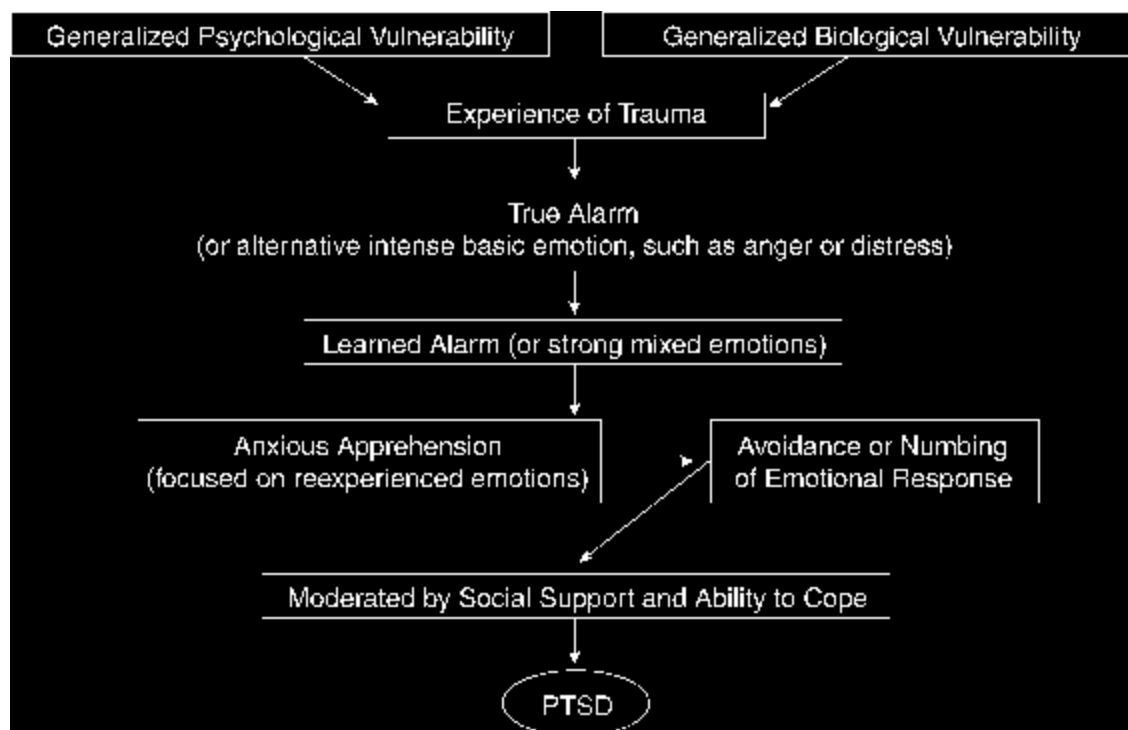 Generalized Psychological Vulnerability
Generalized Biological Vulnerability
Experience of Trauma
True Alarm
(or alternative intense basic emotion, such as anger or distress)
Learned Alarm (or strong mixed emotions)
Anxious Apprehension
(focused on reexperienced emotions)
Avoidance or Numbing
of Emotional Response
Moderated by Social Support and Ability to Cope
PTSD